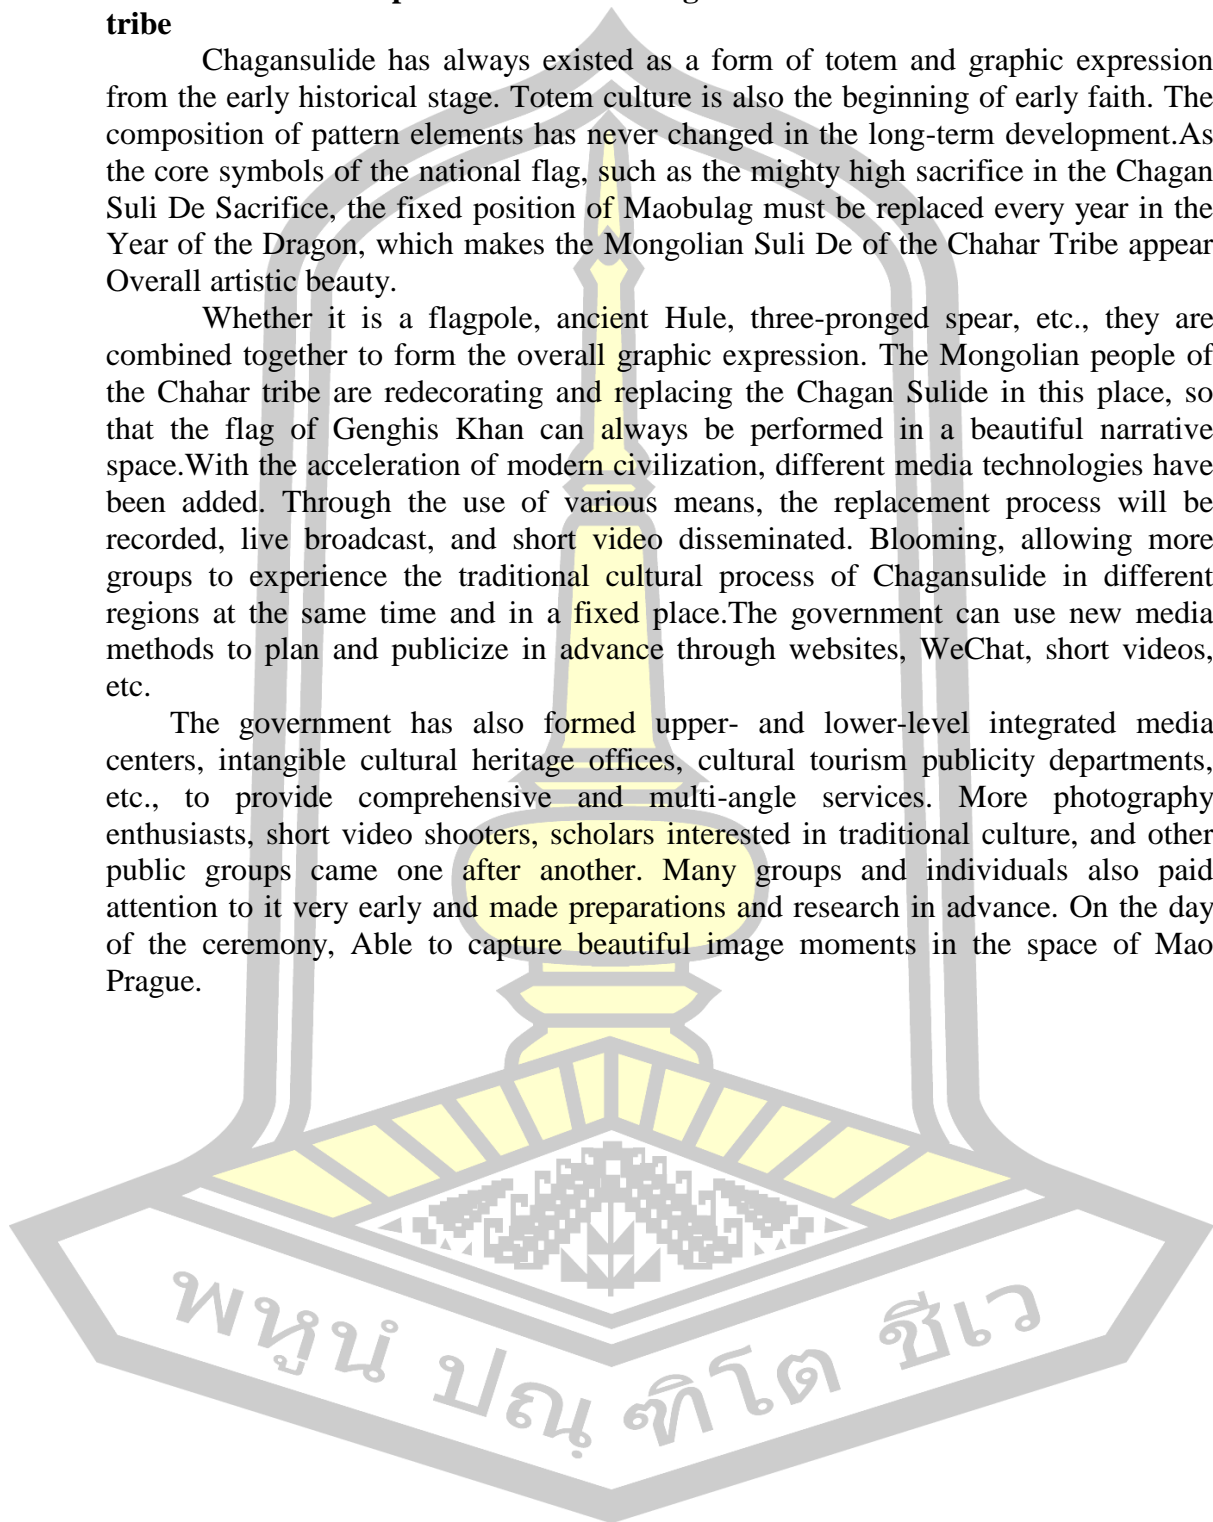 tribe
Chagansulide has always existed as a form of totem and graphic expression
from the early historical stage. Totem culture is also the beginning of early faith. The
composition of pattern elements has never changed in the long-term development.As
the core symbols of the national flag, such as the mighty high sacrifice in the Chagan
Suli De Sacrifice, the fixed position of Maobulag must be replaced every year in the
Year of the Dragon, which makes the Mongolian Suli De of the Chahar Tribe appear
Overall artistic beauty.
Whether it is a flagpole, ancient Hule, three-pronged spear, etc., they are
combined together to form the overall graphic expression. The Mongolian people of
the Chahar tribe are redecorating and replacing the Chagan Sulide in this place, so
that the flag of Genghis Khan can always be performed in a beautiful narrative
space.With the acceleration of modern civilization, different media technologies have
been added. Through the use of various means, the replacement process will be
recorded, live broadcast, and short video disseminated. Blooming, allowing more
groups to experience the traditional cultural process of Chagansulide in different
regions at the same time and in a fixed place.The government can use new media
methods to plan and publicize in advance through websites, WeChat, short videos,
etc.
The government has also formed upper- and lower-level integrated media
centers, intangible cultural heritage offices, cultural tourism publicity departments,
etc., to provide comprehensive and multi-angle services. More photography
enthusiasts, short video shooters, scholars interested in traditional culture, and other
public groups came one after another. Many groups and individuals also paid
attention to it very early and made preparations and research in advance. On the day
of the ceremony, Able to capture beautiful image moments in the space of Mao
Prague.
พหูนํ ปณฺฑิโต ชีเว